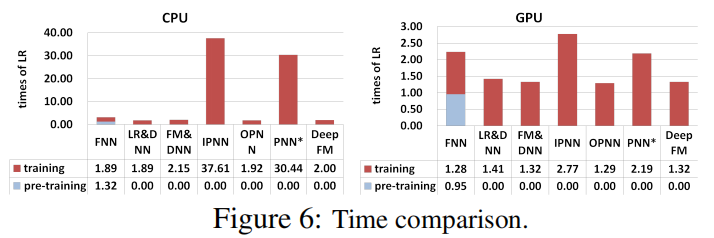 CPU
times of LR
40.00
30.00
20.00
10.00
0.00
FNN
LR&D
NN
FM&
DNN
IPNN
OPN
N
PNN*
Deep
FM
training 1.89 1.89 2.15 37.61 1.92 30.44 2.00
pre-training 1.32 0.00 0.00 0.00 0.00 0.00 0.00
GPU
times of LR
3.00
2.50
2.00
1.50
1.00
0.50
0.00
FNN
LR&D
NN
FM&
DNN
IPNN
OPNN
PNN*
Deep
FM
training 1.28 1.41 1.32 2.77 1.29 2.19 1.32
pre-training 0.95 0.00 0.00 0.00 0.00 0.00 0.00
Figure 6: Time comparison.